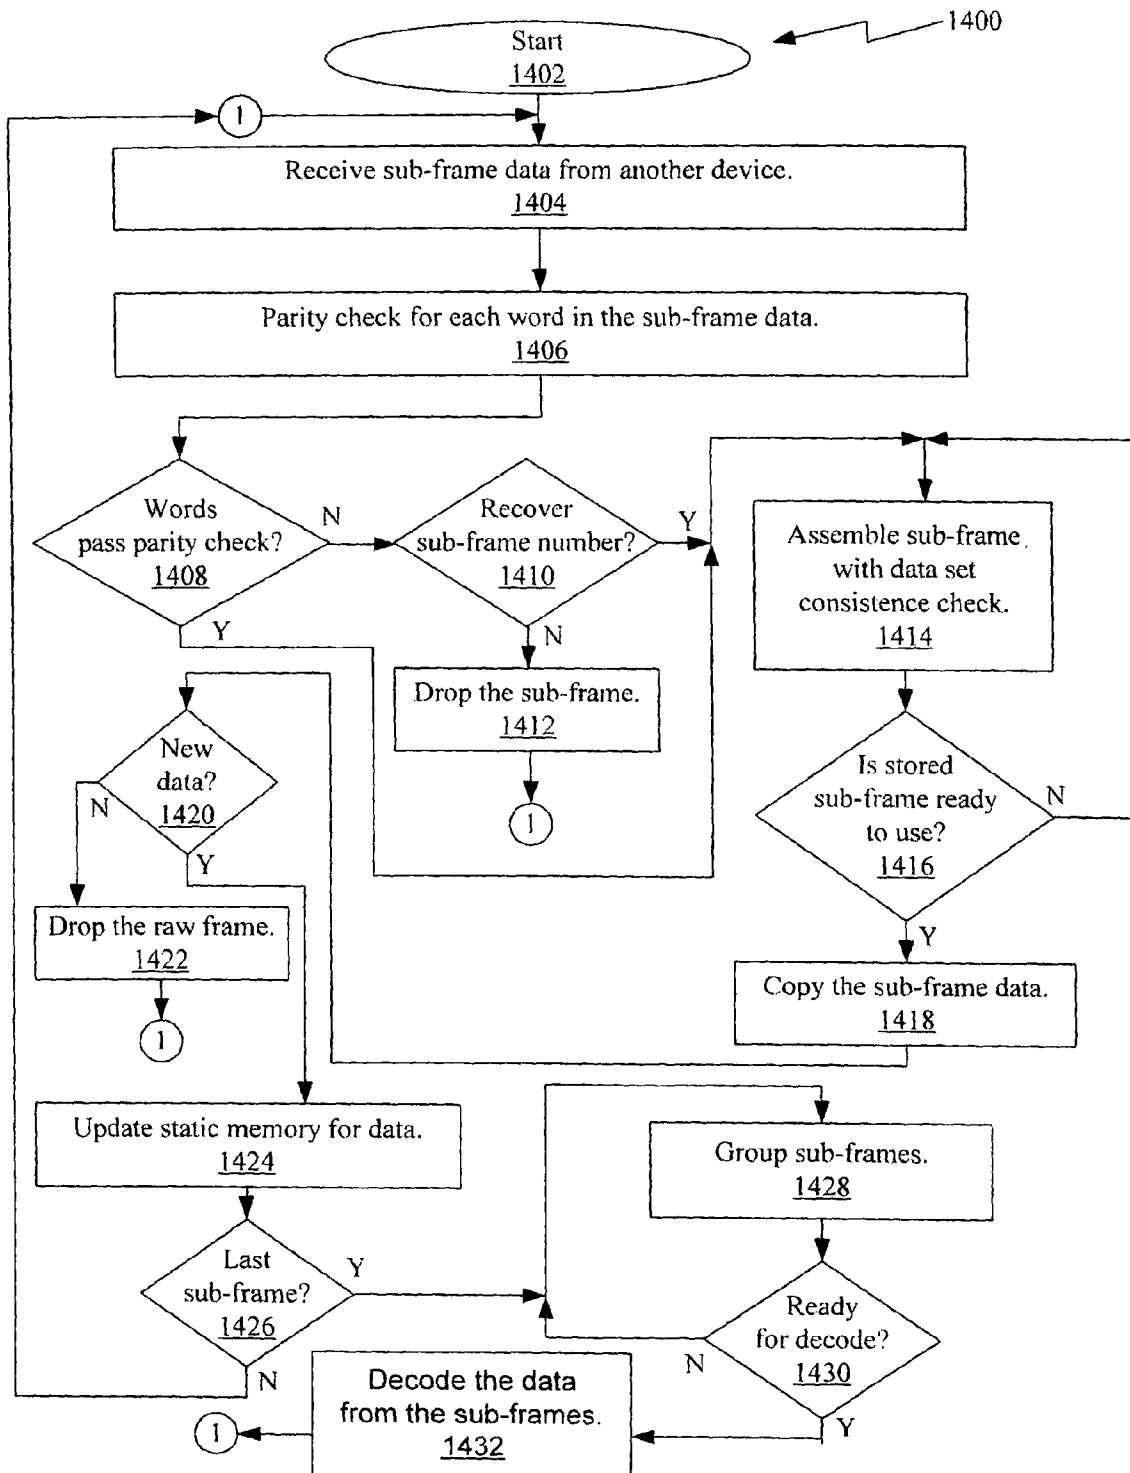 1400
Start
1402
1
Receive sub-frame data from another device.
1404
Parity check for each word in the sub-frame data.
1406
Words
pass parity check?
1408
N
Y
Recover
sub-frame number?
1410
Y
N
Drop the sub-frame.
1412
1
Assemble sub-frame
with data set
consistence check.
1414
Is stored
sub-frame ready
to use?
1416
N
Y
Copy the sub-frame data.
1418
New
data?
1420
N
Y
Drop the raw frame.
1422
1
Update static memory for data.
1424
Last
sub-frame?
1426
Y
N
Group sub-frames.
1428
Ready
for decode?
1430
N
Y
Decode the data
from the sub-frames.
1432
1